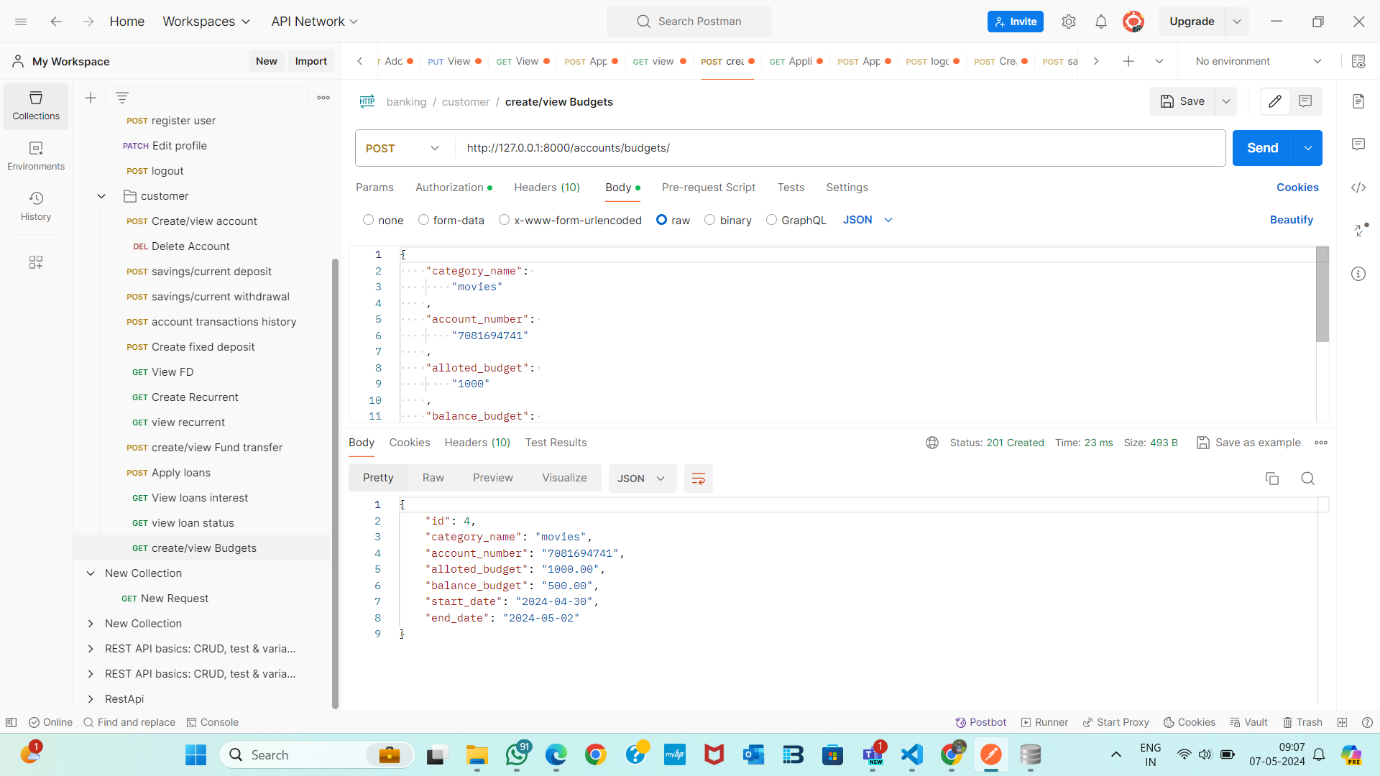 Home Workspaces API Network Search Postman Invite Upgrade
My Workspace New Import
Add PUT View GET View POST App GET view POST cre GET Appli POST App POST logo POST Cre POST sa No environment
Collections
Environments
History
POST register user
PATCH Edit profile
POST logout
customer
POST Create/view account
DEL Delete Account
POST savings/current deposit
POST savings/current withdrawal
POST account transactions history
POST Create fixed deposit
GET View FD
GET Create Recurrent
GET view recurrent
POST create/view Fund transfer
POST Apply loans
GET View loans interest
GET view loan status
GET create/view Budgets
New Collection
GET New Request
New Collection
REST API basics: CRUD, test & varia...
REST API basics: CRUD, test & varia...
RestApi
HTTP banking / customer / create/view Budgets Save
POST http://127.0.0.1:8000/accounts/budgets/ Send
Params Authorization Headers (10) Body Pre-request Script Tests Settings Cookies
none form-data x-www-form-urlencoded raw binary GraphQL JSON Beautify
1 {
2 "category_name":
3 "movies"
4 ,
5 "account_number":
6 "7081694741"
7 ,
8 "alloted_budget":
9 "1000"
10 ,
11 "balance_budget":
Body Cookies Headers (10) Test Results Status: 201 Created Time: 23 ms Size: 493 B Save as example
Pretty Raw Preview Visualize JSON
1 {
2 "id": 4,
3 "category_name": "movies",
4 "account_number": "7081694741",
5 "alloted_budget": "1000.00",
6 "balance_budget": "500.00",
7 "start_date": "2024-04-30",
8 "end_date": "2024-05-02"
9 }
Online Find and replace Console Postbot Runner Start Proxy Cookies Vault Trash
1 Search 91 myhp 1 NEW ENG IN 09:07 07-05-2024 PRE